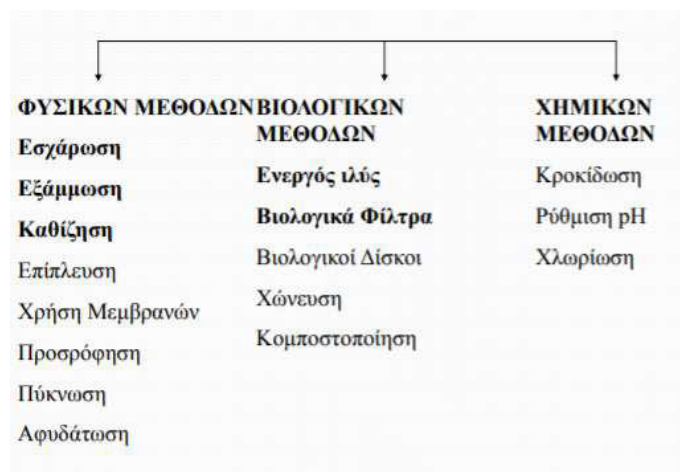 ΦΥΣΙΚΩΝ ΜΕΘΟΔΩΝ
Εσχάρωση
Εξάμμωση
Καθίζηση
Επίπλευση
Χρήση Μεμβρανών
Προσρόφηση
Πύκνωση
Αφυδάτωση
ΒΙΟΛΟΓΙΚΩΝ
ΜΕΘΟΔΩΝ
Ενεργός ιλύς
Βιολογικά Φίλτρα
Βιολογικοί Δίσκοι
Χώνευση
Κομποστοποίηση
ΧΗΜΙΚΩΝ
ΜΕΘΟΔΩΝ
Κροκίδωση
Ρύθμιση pH
Χλωρίωση